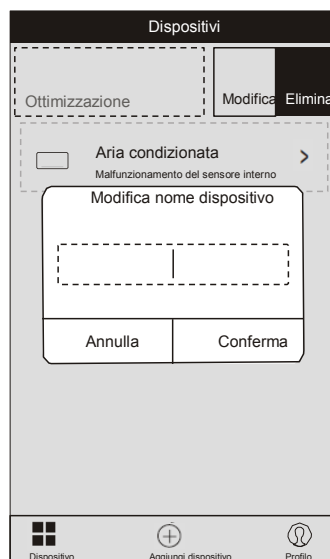 Dispositivi
Ottimizzazione
Modifica Elimina
Aria condizionata
Malfunzionamento del sensore interno
Modifica nome dispositivo
Annulla Conferma
Dispositivo Aggiungi dispositivo Profilo